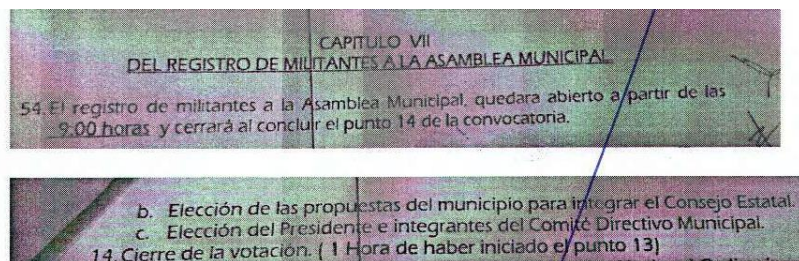 CAPITULO VII
DEL REGISTRO DE MILITANTES A LA ASAMBLEA MUNICIPAL
54. El registro de militantes a la Asamblea Municipal, quedara abierto a partir de las
9:00 horas y cerrará al concluir el punto 14 de la convocatoria.
b. Elección de las propuestas del municipio para integrar el Consejo Estatal.
c. Elección del Presidente e integrantes del Comité Directivo Municipal.
14. Cierre de la votación. ( 1 Hora de haber iniciado el punto 13)